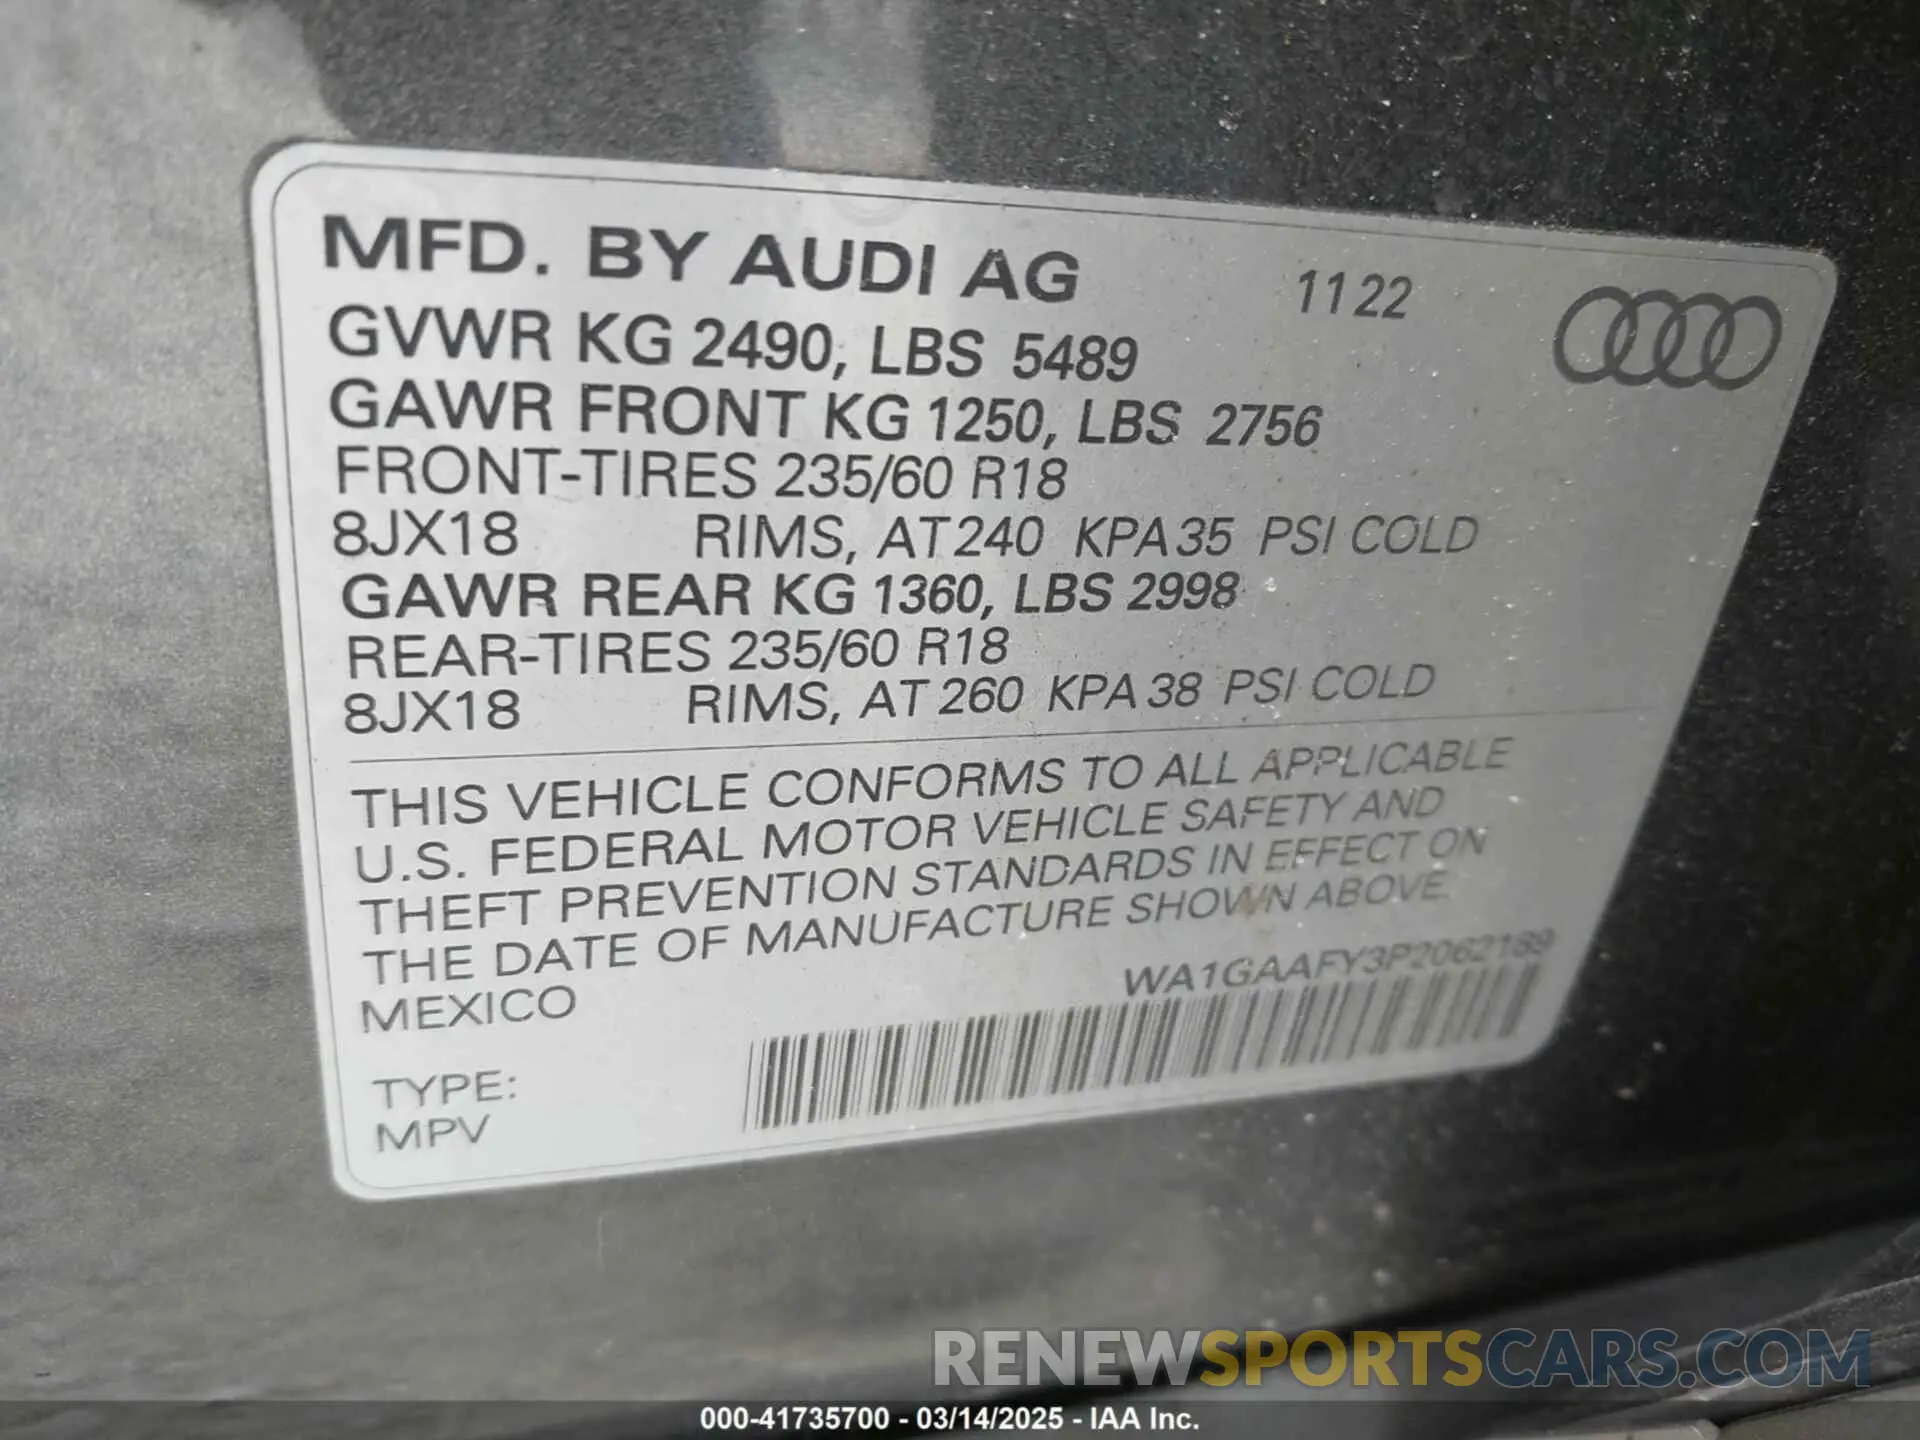 MFD. BY AUDI AG 1122
GVWR KG 2490, LBS 5489
GAWR FRONT KG 1250, LBS 2756
FRONT-TIRES 235/60 R18
8JX18 RIMS, AT 240 KPA 35 PSI COLD
GAWR REAR KG 1360, LBS 2998
REAR-TIRES 235/60 R18
8JX18 RIMS, AT 260 KPA 38 PSI COLD
THIS VEHICLE CONFORMS TO ALL APPLICABLE
U.S. FEDERAL MOTOR VEHICLE SAFETY AND
THEFT PREVENTION STANDARDS IN EFFECT ON
THE DATE OF MANUFACTURE SHOWN ABOVE.
MEXICO WA1GAAFY3P2062189
TYPE:
MPV
RENEWSPORTSCARS.COM
000-41735700 - 03/14/2025 - IAA Inc.